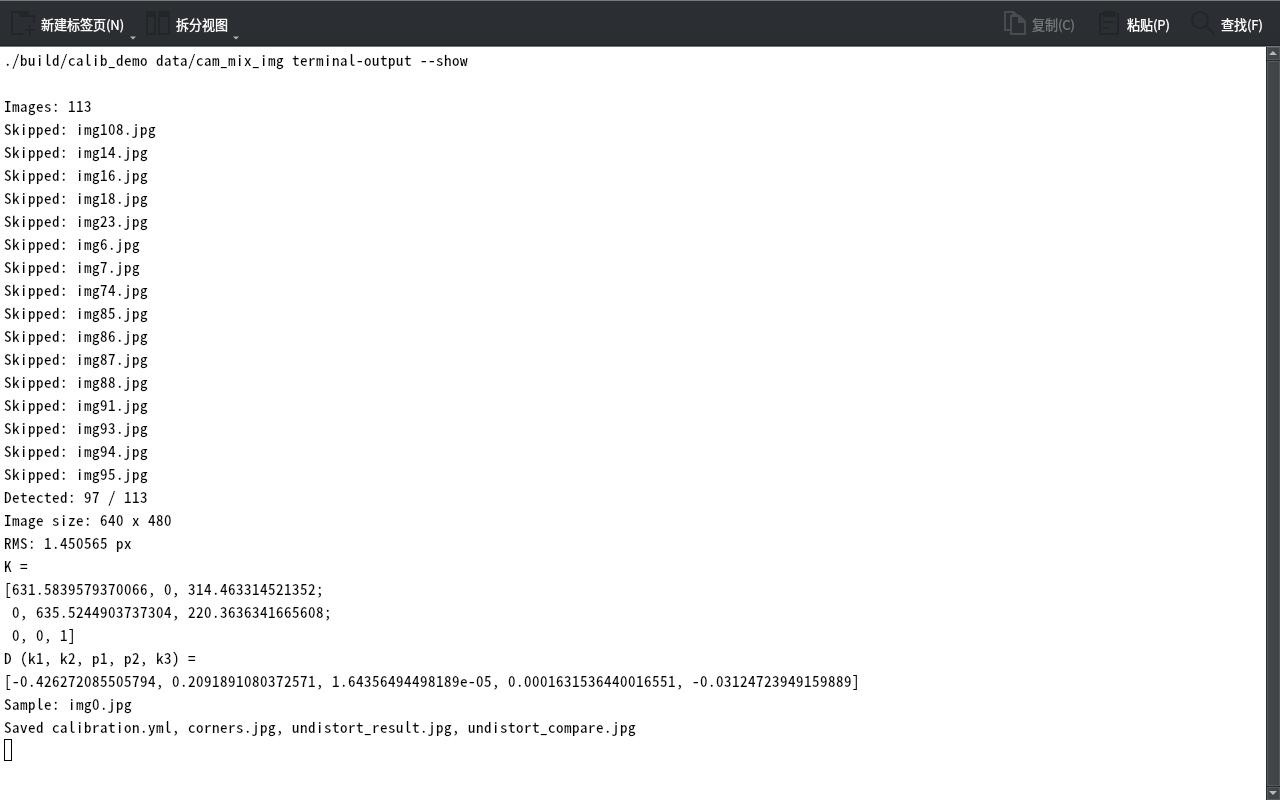 新建标签页(N) 拆分视图 复制(C) 粘贴(P) 查找(F)
./build/calib_demo data/cam_mix_img terminal-output --show
Images: 113
Skipped: img108.jpg
Skipped: img14.jpg
Skipped: img16.jpg
Skipped: img18.jpg
Skipped: img23.jpg
Skipped: img6.jpg
Skipped: img7.jpg
Skipped: img74.jpg
Skipped: img85.jpg
Skipped: img86.jpg
Skipped: img87.jpg
Skipped: img88.jpg
Skipped: img91.jpg
Skipped: img93.jpg
Skipped: img94.jpg
Skipped: img95.jpg
Detected: 97 / 113
Image size: 640 x 480
RMS: 1.450565 px
K =
[631.5839579370066, 0, 314.463314521352;
 0, 635.5244903737304, 220.3636341665608;
 0, 0, 1]
D (k1, k2, p1, p2, k3) =
[-0.426272085505794, 0.2091891080372571, 1.64356494498189e-05, 0.0001631536440016551, -0.03124723949159889]
Sample: img0.jpg
Saved calibration.yml, corners.jpg, undistort_result.jpg, undistort_compare.jpg